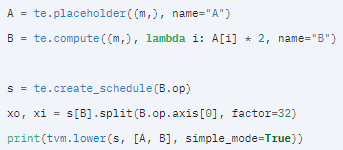 A = te.placeholder((m,), name="A")
B = te.compute((m,), lambda i: A[i] * 2, name="B")
s = te.create_schedule(B.op)
xo, xi = s[B].split(B.op.axis[0], factor=32)
print(tvm.lower(s, [A, B], simple_mode=True))